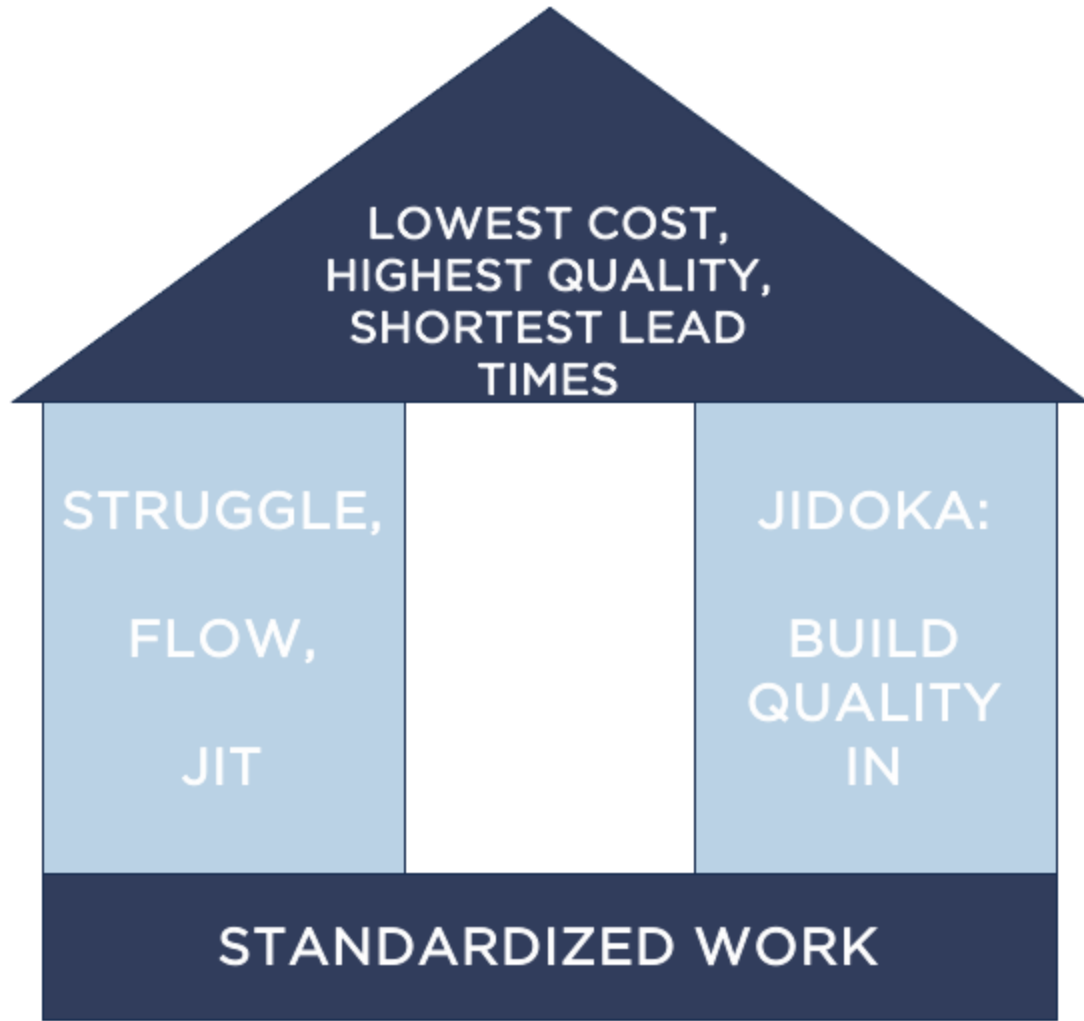 LOWEST COST,
HIGHEST QUALITY,
SHORTEST LEAD
TIMES
STRUGGLE,
FLOW,
JIT
JIDOKA:
BUILD
QUALITY
IN
STANDARDIZED WORK